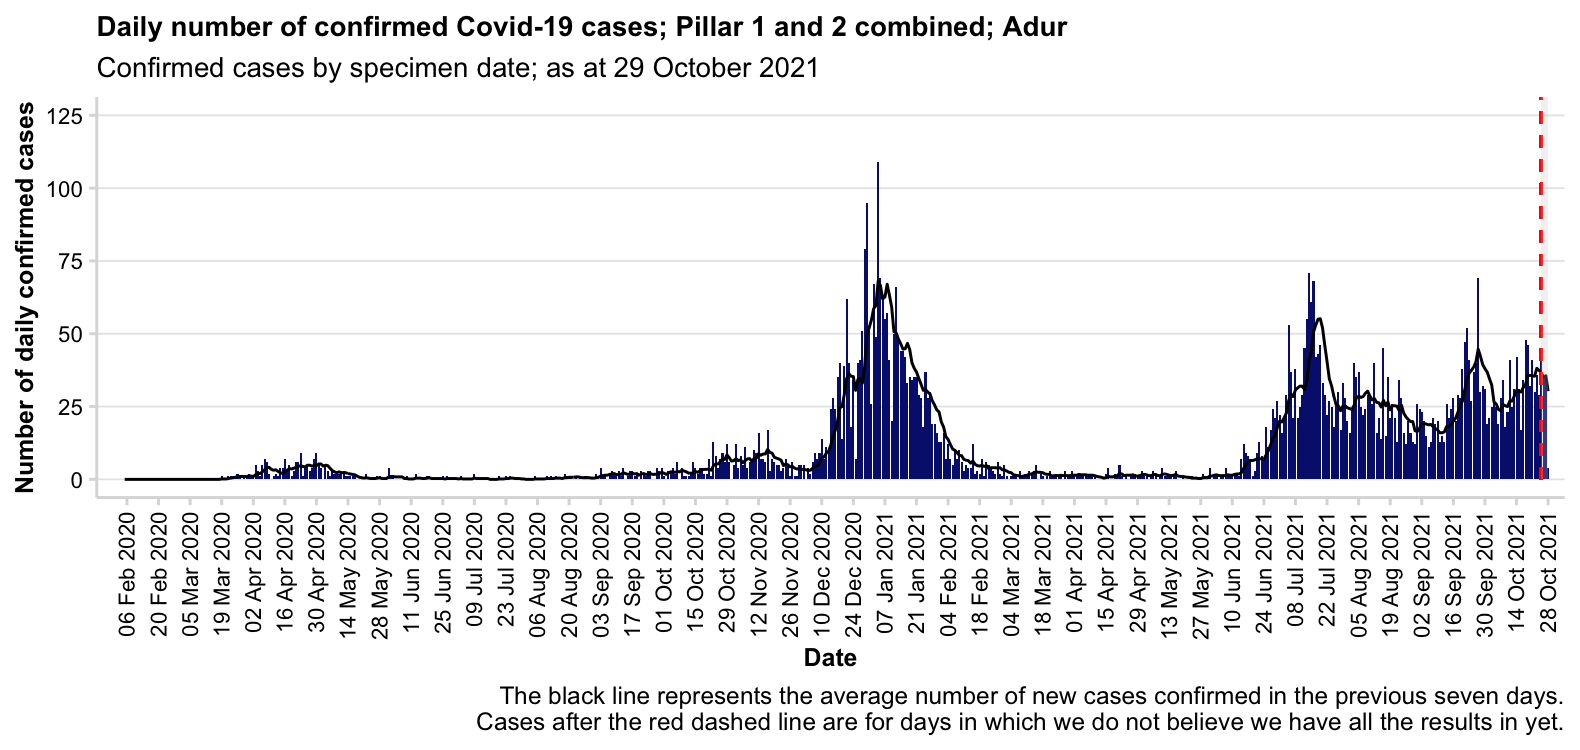 Daily number of confirmed Covid-19 cases; Pillar 1 and 2 combined; Adur
Confirmed cases by specimen date; as at 29 October 2021
Number of daily confirmed cases
125
100
75
50
25
0
06 Feb 2020
20 Feb 2020
05 Mar 2020
19 Mar 2020
02 Apr 2020
16 Apr 2020
30 Apr 2020
14 May 2020
28 May 2020
11 Jun 2020
25 Jun 2020
09 Jul 2020
23 Jul 2020
06 Aug 2020
20 Aug 2020
03 Sep 2020
17 Sep 2020
01 Oct 2020
15 Oct 2020
29 Oct 2020
12 Nov 2020
26 Nov 2020
10 Dec 2020
24 Dec 2020
07 Jan 2021
21 Jan 2021
04 Feb 2021
18 Feb 2021
04 Mar 2021
18 Mar 2021
01 Apr 2021
15 Apr 2021
29 Apr 2021
13 May 2021
27 May 2021
10 Jun 2021
24 Jun 2021
08 Jul 2021
22 Jul 2021
05 Aug 2021
19 Aug 2021
02 Sep 2021
16 Sep 2021
30 Sep 2021
14 Oct 2021
28 Oct 2021
Date
The black line represents the average number of new cases confirmed in the previous seven days.
Cases after the red dashed line are for days in which we do not believe we have all the results in yet.